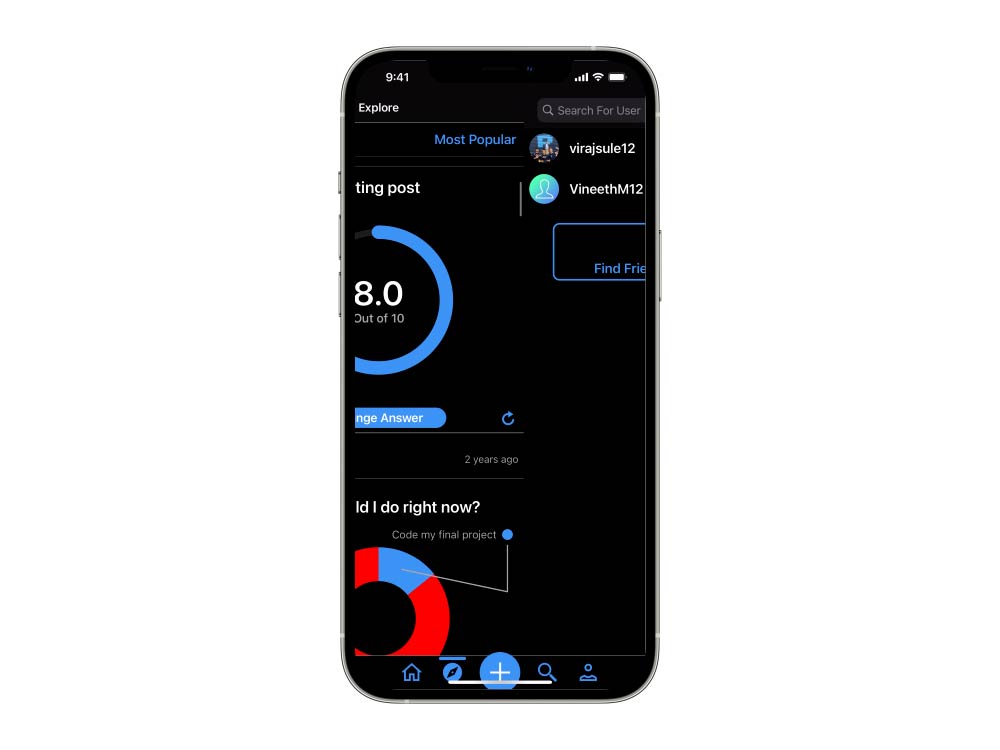 9:41
Explore
Search For User
Most Popular
virajsule12
ting post
VineethM12
Find Frie
8.0
Out of 10
nge Answer
2 years ago
ld I do right now?
Code my final project